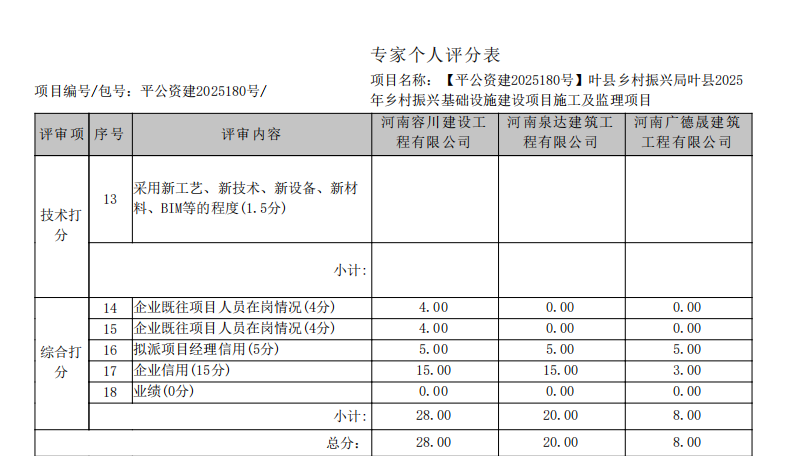 专家个人评分表
项目编号/包号：平公资建2025180号/
项目名称：【平公资建2025180号】叶县乡村振兴局叶县2025
年乡村振兴基础设施建设项目施工及监理项目
评审项 序号 评审内容 河南容川建设工 河南泉达建筑工 河南广德晟建筑
程有限公司 程有限公司 工程有限公司
技术打
分
13 采用新工艺、新技术、新设备、新材
料、BIM等的程度(1.5分)
小计:
综合打
分
14 企业既往项目人员在岗情况(4分) 4.00 0.00 0.00
15 企业既往项目人员在岗情况(4分) 4.00 0.00 0.00
16 拟派项目经理信用(5分) 5.00 5.00 5.00
17 企业信用(15分) 15.00 15.00 3.00
18 业绩(0分) 0.00 0.00 0.00
小计: 28.00 20.00 8.00
总分: 28.00 20.00 8.00